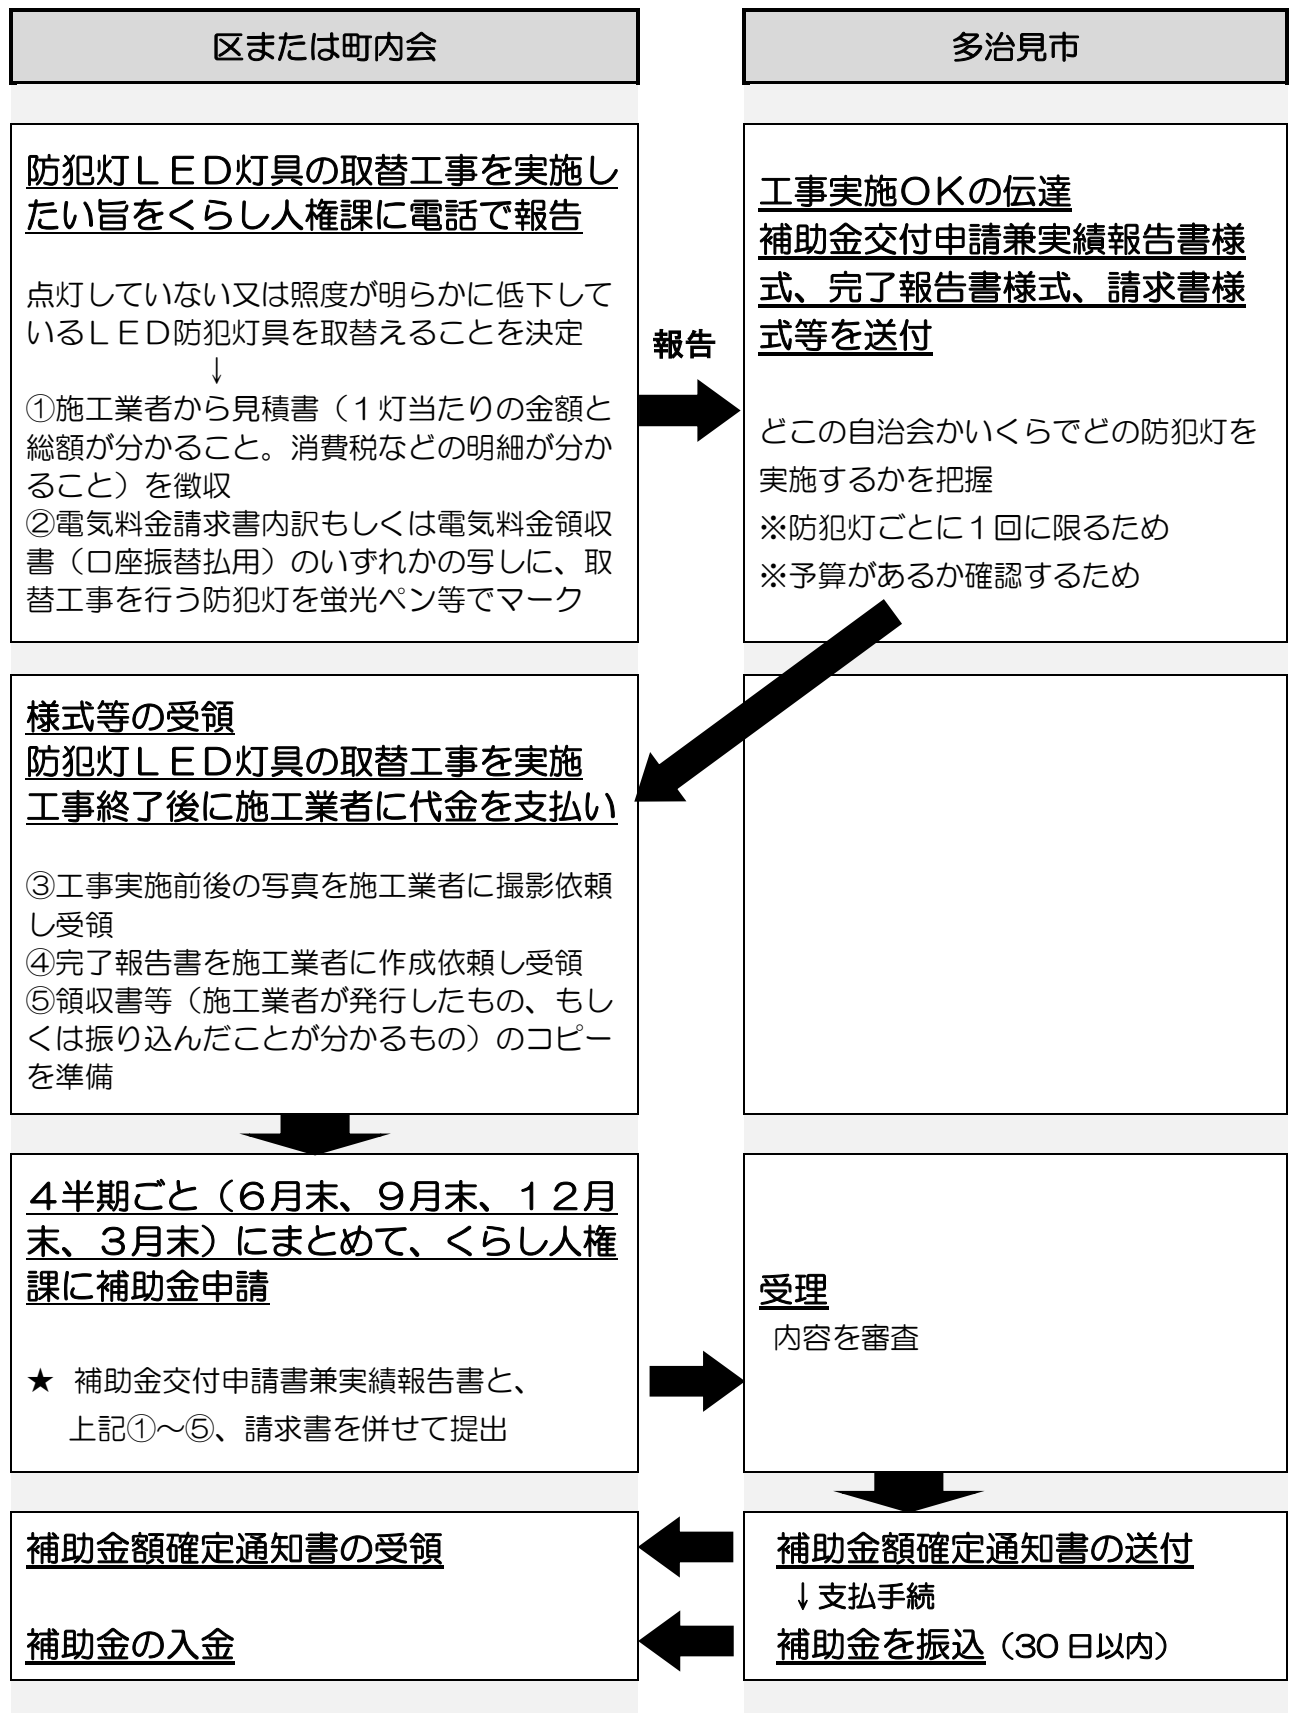 区または町内会
多治見市
防犯灯ＬＥＤ灯具の取替工事を実施し
たい旨をくらし人権課に電話で報告
点灯していない又は照度が明らかに低下して
いるＬＥＤ防犯灯具を取替えることを決定
↓
①施工業者から見積書（１灯当たりの金額と
総額が分かること。消費税などの明細が分か
ること）を徴収
②電気料金請求書内訳もしくは電気料金領収
書（口座振替払用）のいずれかの写しに、取
替工事を行う防犯灯を蛍光ペン等でマーク
報告
工事実施ＯＫの伝達
補助金交付申請兼実績報告書様
式、完了報告書様式、請求書様
式等を送付
どこの自治会かいくらでどの防犯灯を
実施するかを把握
※防犯灯ごとに１回に限るため
※予算があるか確認するため
様式等の受領
防犯灯ＬＥＤ灯具の取替工事を実施
工事終了後に施工業者に代金を支払い
③工事実施前後の写真を施工業者に撮影依頼
し受領
④完了報告書を施工業者に作成依頼し受領
⑤領収書等（施工業者が発行したもの、もし
くは振り込んだことが分かるもの）のコピー
を準備
４半期ごと（６月末、９月末、１２月
末、３月末）にまとめて、くらし人権
課に補助金申請
★ 補助金交付申請書兼実績報告書と、
上記①～⑤、請求書を併せて提出
受理
内容を審査
補助金額確定通知書の受領
補助金の入金
補助金額確定通知書の送付
↓支払手続
補助金を振込（30 日以内）